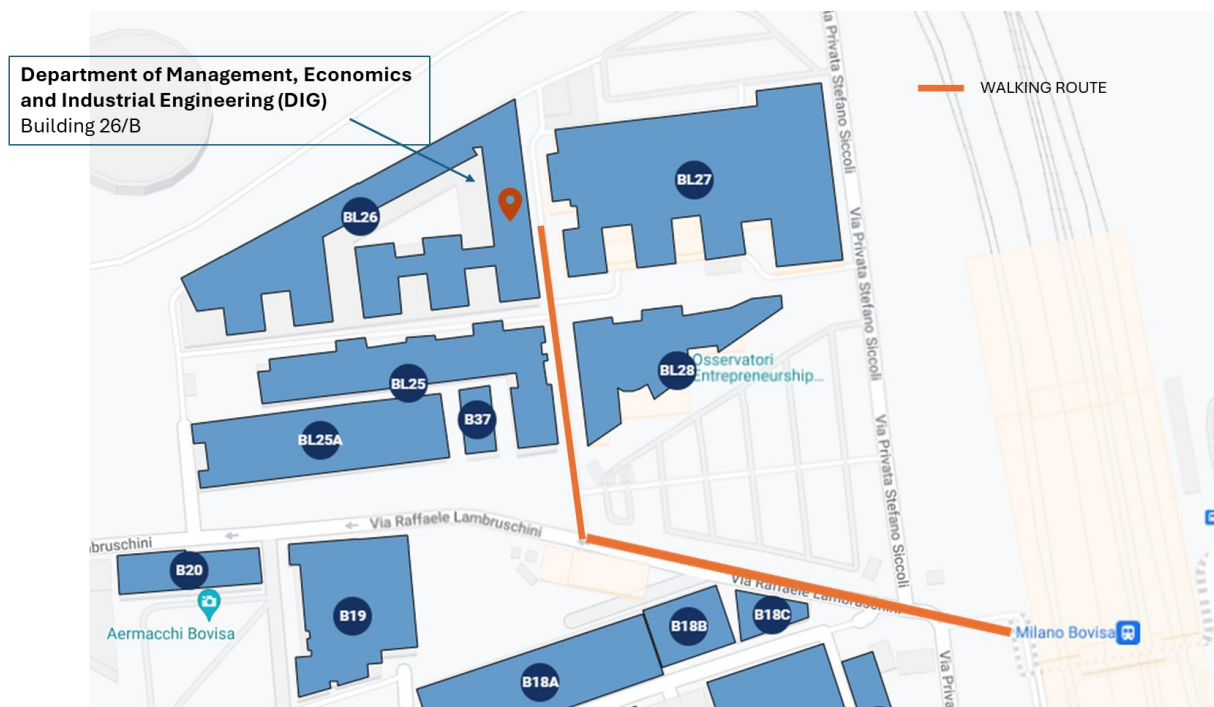 Department of Management, Economics
and Industrial Engineering (DIG)
Building 26/B
WALKING ROUTE
Via Privata Stefano Siccoli
BL27
BL26
Via Privata Stefano Siccoli
BL28
Osservatori
Entrepreneurship...
BL25
B37
BL25A
Via Privata Stefano Siccoli
Via Raffaele Lambruschini
mbruschini
B20
Via Raffaele Lambruschini
B19
B18C
B18B
Aermacchi Bovisa
Milano Bovisa
B18A
Via Priva